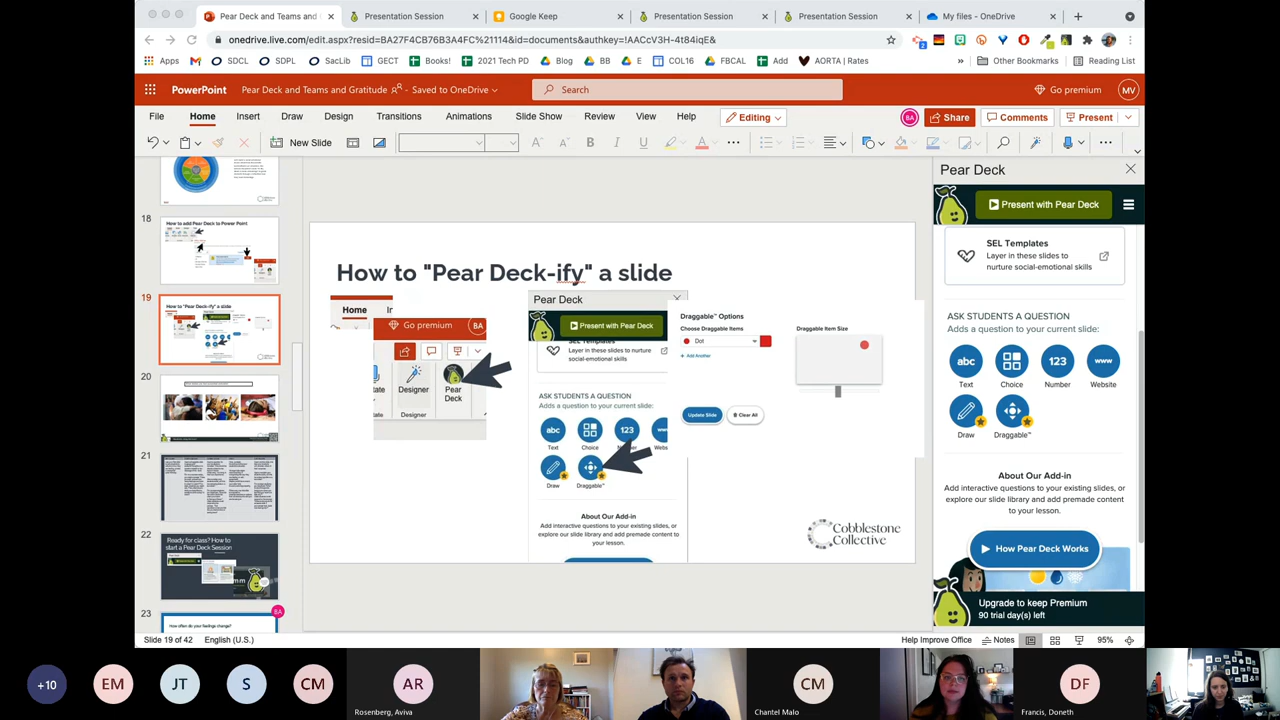 Pear Deck and Teams and
Presentation Session
Google Keep
Presentation Session
Presentation Session
My files - OneDrive
onedrive.live.com/edit.aspx?resid=BA27F4CB76B3A4FC%21114&id=documents&authkey=!AACcV3H-4t84iqE&
Apps
SDCL
SDPL
SacLib
GECT
Books!
2021 Tech PD
Blog
BB
E
COL16
FBCAL
Add
AORTA | Rates
»
Other Bookmarks
Reading List
PowerPoint
Pear Deck and Teams and Gratitude
- Saved to OneDrive
Search
Go premium
MV
File
Home
Insert
Draw
Design
Transitions
Animations
Slide Show
Review
View
Help
Editing
BA
Share
Comments
Present
New Slide
B
I
U
A
Pear Deck
Present with Pear Deck
SEL Templates
Layer in these slides to
nurture social-emotional skills
ASK STUDENTS A QUESTION
Adds a question to your current slide:
abc
123
www
Text
Choice
Number
Website
Draw
Draggable™
About Our Add-in
Add interactive questions to your existing slides, or
explore our slide library and add premade content
to your lesson.
How Pear Deck Works
Upgrade to keep Premium
90 trial day(s) left
18
How to add Pear Deck to Power Point
19
How to "Pear Deck-ify" a slide
20
21
22
Ready for class? How to
start a Pear Deck Session
23
BA
How often do your feelings change?
How to "Pear Deck-ify" a slide
Home
Go premium
BA
Designer
Pear
Deck
Designer
Pear Deck
Present with Pear Deck
SEL Templates
Layer in these slides to nurture
social-emotional skills
ASK STUDENTS A QUESTION
Adds a question to your current slide:
abc
123
Text
Choice
Webs
Draw
Draggable™
About Our Add-in
Add interactive questions to your existing slides, or
explore our slide library and add premade content to
your lesson.
Draggable™ Options
Choose Draggable Items
Dot
+ Add Another
Draggable Item Size
Update Slide
Clear All
Cobblestone
Collective
Slide 19 of 42
English (U.S.)
Help Improve Office
Notes
95%
+10
EM
JT
S
CM
AR
Rosenberg, Aviva
CM
Chantel Malo
DF
Francis, Doneth